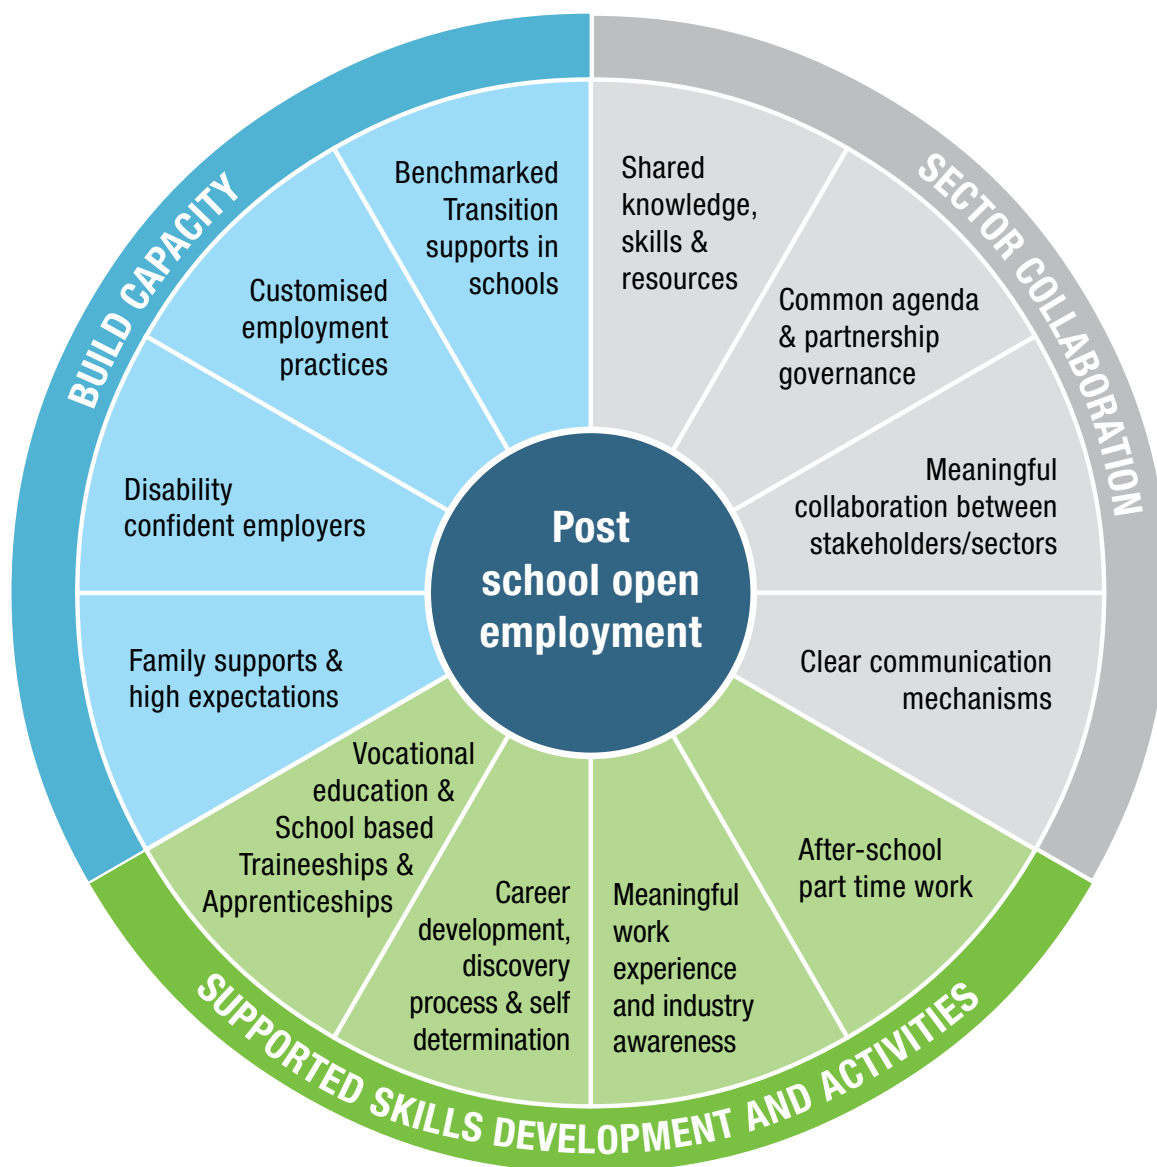 BUILD CAPACITY
Benchmarked
Transition
supports in
schools
Customised
employment
practices
Disability
confident employers
Family supports &
high expectations
SECTOR COLLABORATION
Shared
knowledge,
skills &
resources
Common agenda
& partnership
governance
Meaningful
collaboration between
stakeholders/sectors
Clear communication
mechanisms
Post
school open
employment
Vocational
education &
School based
Traineeships &
Apprenticeships
Career
development,
discovery
process & self
determination
Meaningful
work
experience
and industry
awareness
After-school
part time work
SUPPORTED SKILLS DEVELOPMENT AND ACTIVITIES